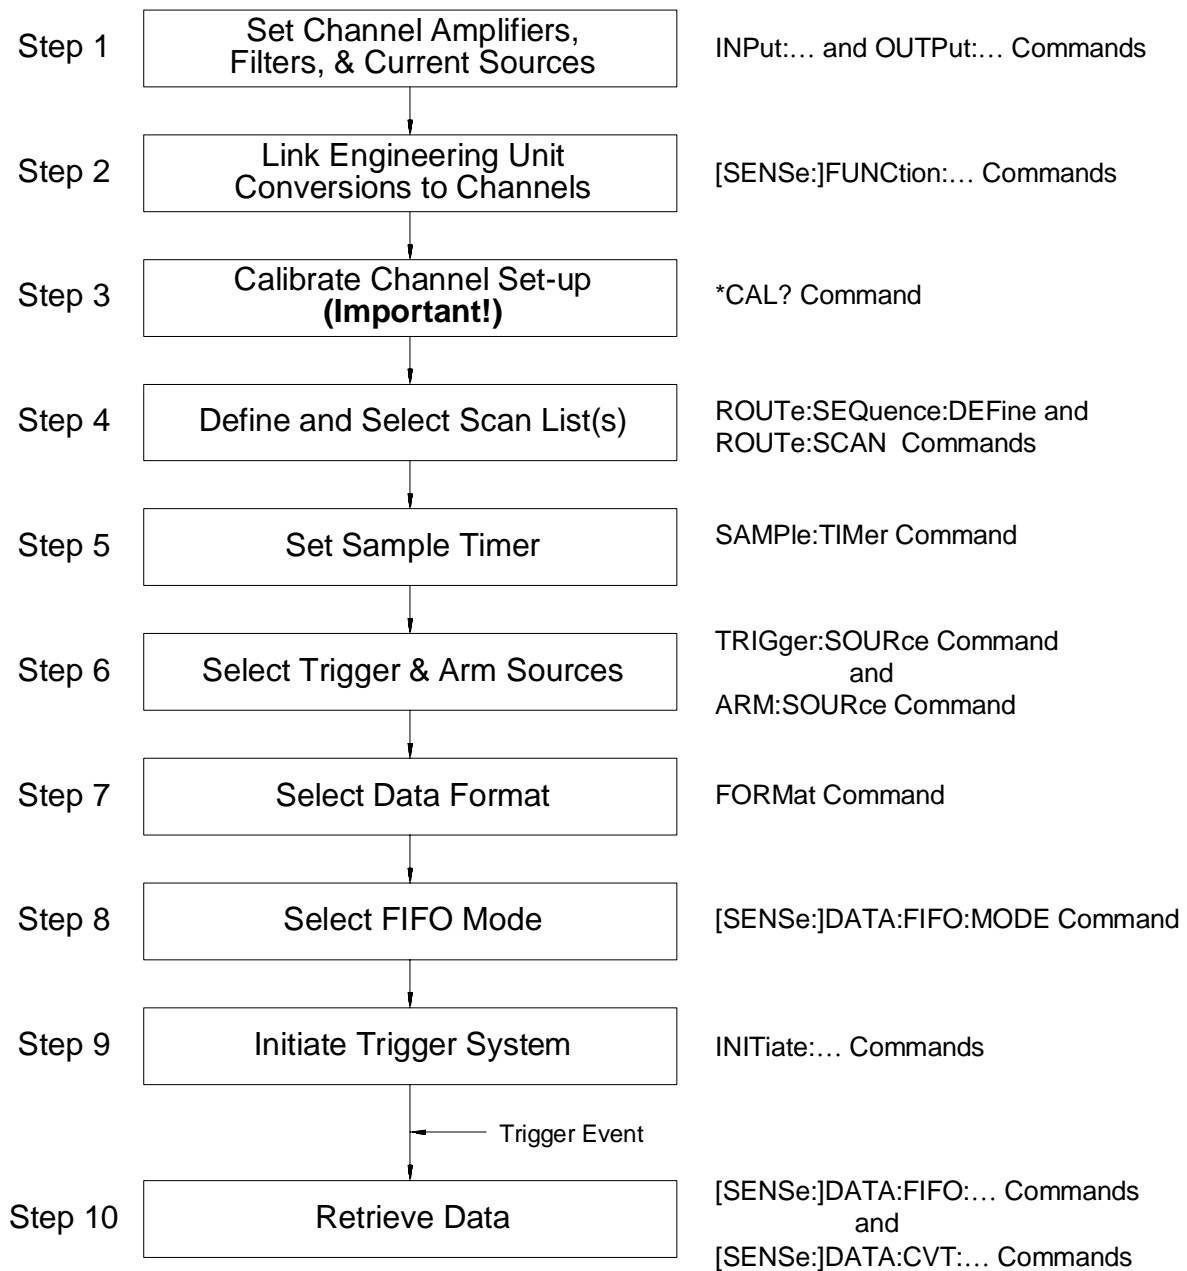 Step 1
Set Channel Amplifiers,
Filters, & Current Sources
INPut:… and OUTPut:… Commands
Step 2
Link Engineering Unit
Conversions to Channels
[SENSe:]FUNCtion:… Commands
Step 3
Calibrate Channel Set-up
(Important!)
*CAL? Command
Step 4
Define and Select Scan List(s)
ROUTe:SEQuence:DEFine and
ROUTe:SCAN Commands
Step 5
Set Sample Timer
SAMPle:TIMer Command
Step 6
Select Trigger & Arm Sources
TRIGger:SOURce Command
and
ARM:SOURce Command
Step 7
Select Data Format
FORMat Command
Step 8
Select FIFO Mode
[SENSe:]DATA:FIFO:MODE Command
Step 9
Initiate Trigger System
INITiate:… Commands
Trigger Event
Step 10
Retrieve Data
[SENSe:]DATA:FIFO:… Commands
and
[SENSe:]DATA:CVT:… Commands